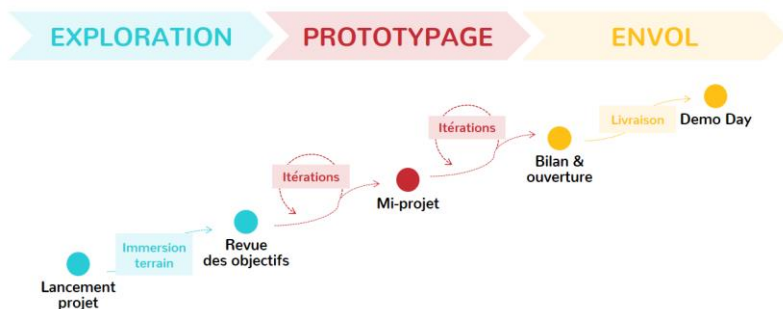 EXPLORATION
PROTOTYPAGE
ENVOL
Lancement
projet
Immersion
terrain
Revue
des objectifs
Itérations
Mi-projet
Itérations
Bilan &
ouverture
Livraison
Demo Day